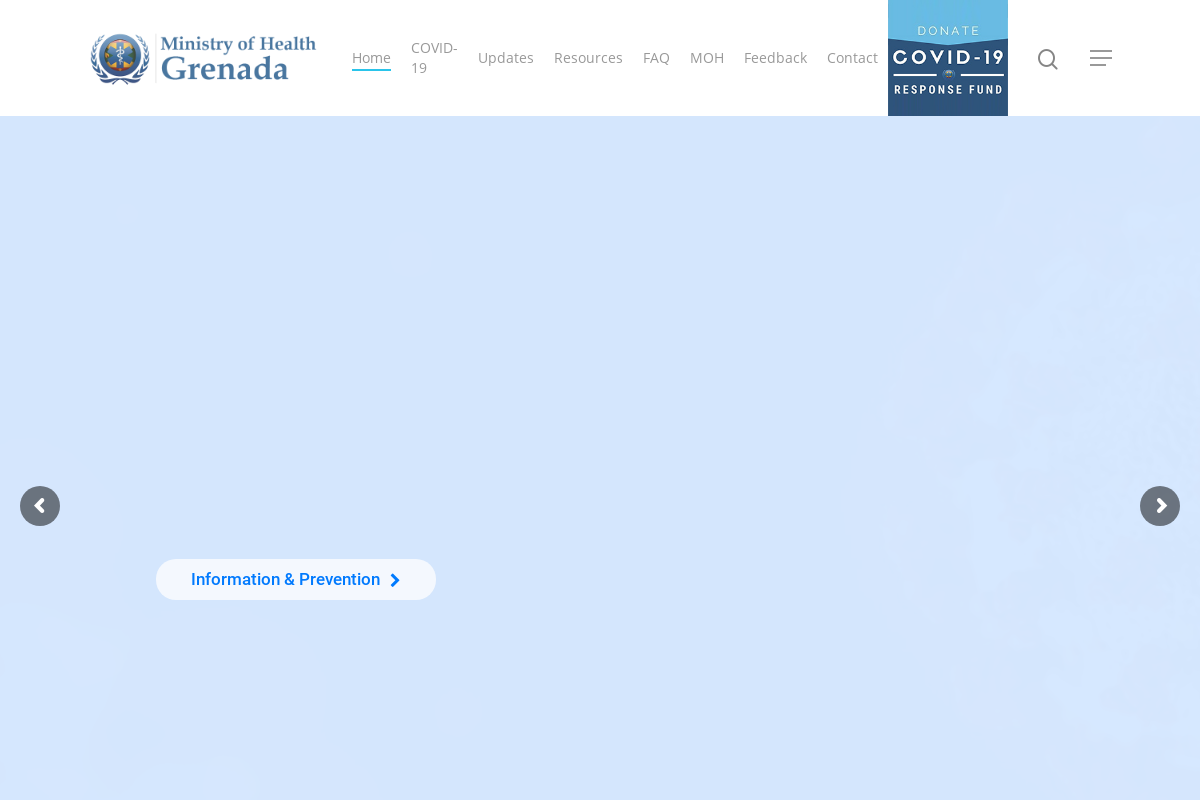 Ministry of Health
Grenada
Home
COVID-
19
Updates
Resources
FAQ
MOH
Feedback
Contact
DONATE
COVID-19
RESPONSE FUND
Information & Prevention